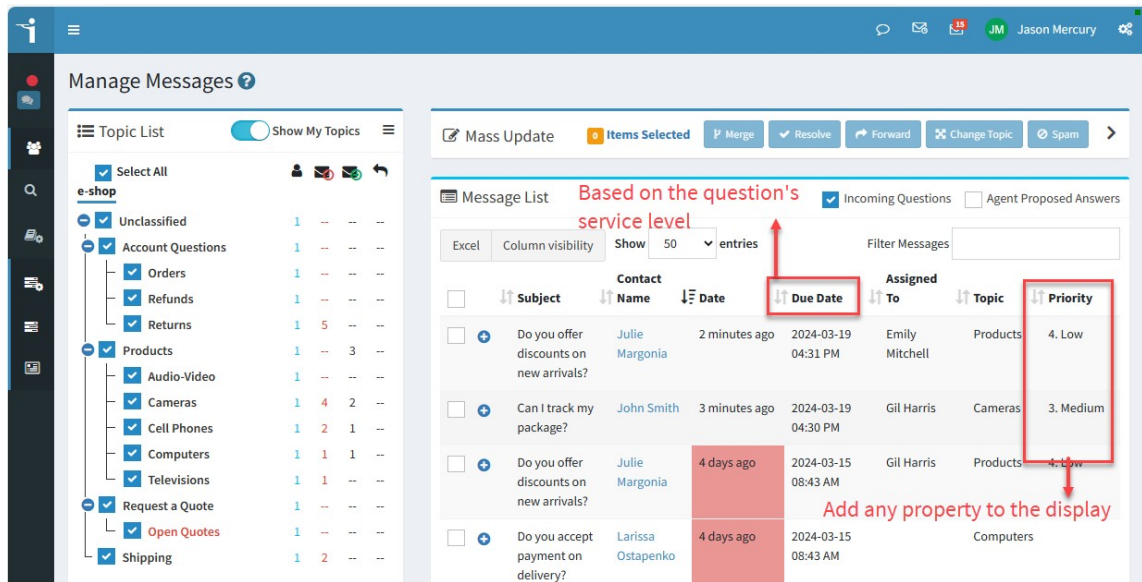 15
JM
Jason Mercury
Manage Messages
Topic List
Show My Topics
Select All
e-shop
Unclassified 1 -- -- --
Account Questions 1 -- -- --
Orders 1 -- -- --
Refunds 1 -- -- --
Returns 1 5 -- --
Products 1 -- 3 --
Audio-Video 1 -- -- --
Cameras 1 4 2 --
Cell Phones 1 2 1 --
Computers 1 1 1 --
Televisions 1 1 -- --
Request a Quote 1 -- -- --
Open Quotes 1 -- -- --
Shipping 1 2 -- --
Mass Update
0 Items Selected
Merge
Resolve
Forward
Change Topic
Spam
Message List
Based on the question's
service level
Incoming Questions
Agent Proposed Answers
Excel
Column visibility
Show 50 entries
Filter Messages
Subject
Contact
Name
Date
Due Date
Assigned
To
Topic
Priority
Do you offer
discounts on
new arrivals?
Julie
Margonia
2 minutes ago
2024-03-19
04:31 PM
Emily
Mitchell
Products
4. Low
Can I track my
package?
John Smith
3 minutes ago
2024-03-19
04:30 PM
Gil Harris
Cameras
3. Medium
Do you offer
discounts on
new arrivals?
Julie
Margonia
4 days ago
2024-03-15
08:43 AM
Gil Harris
Products
4. Low
Add any property to the display
Do you accept
payment on
delivery?
Larissa
Ostapenko
4 days ago
2024-03-15
08:43 AM
Computers